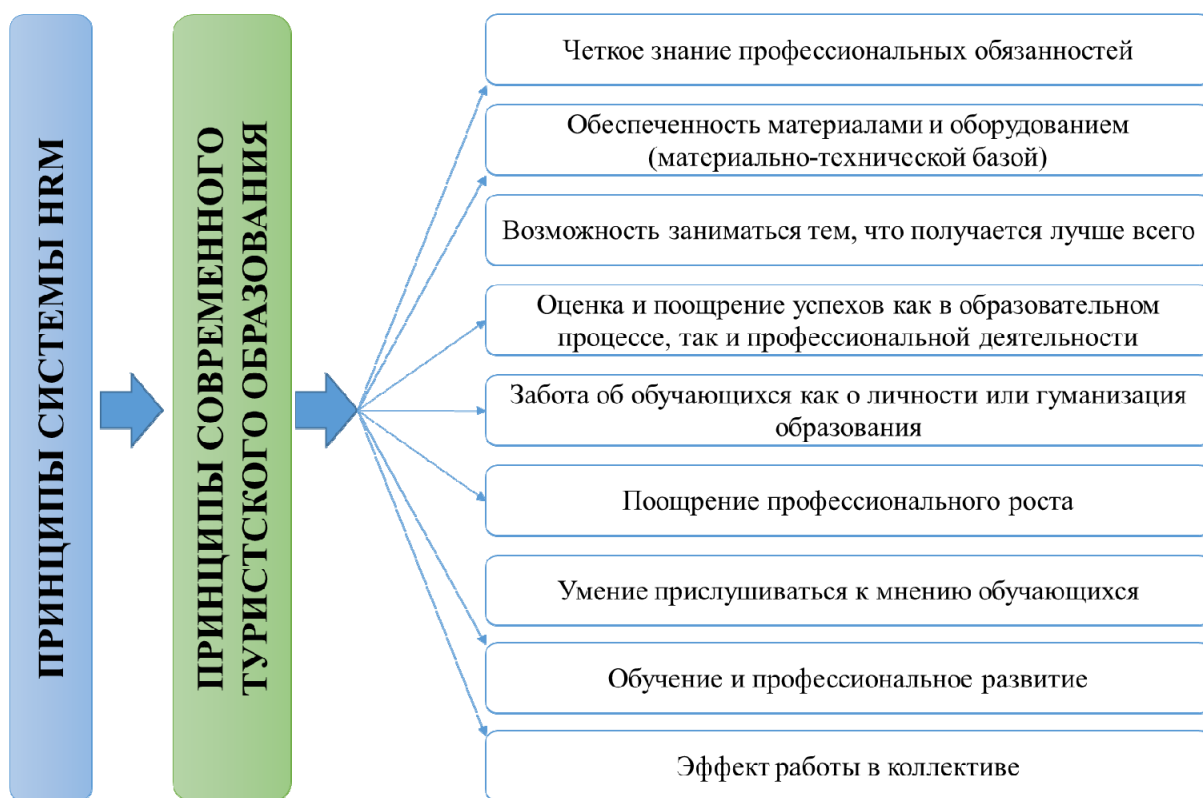 ПРИНЦИПЫ СИСТЕМЫ HRM
ПРИНЦИПЫ СОВРЕМЕННОГО
ТУРИСТСКОГО ОБРАЗОВАНИЯ
Четкое знание профессиональных обязанностей
Обеспеченность материалами и оборудованием
(материально-технической базой)
Возможность заниматься тем, что получается лучше всего
Оценка и поощрение успехов как в образовательном
процессе, так и профессиональной деятельности
Забота об обучающихся как о личности или гуманизация
образования
Поощрение профессионального роста
Умение прислушиваться к мнению обучающихся
Обучение и профессиональное развитие
Эффект работы в коллективе